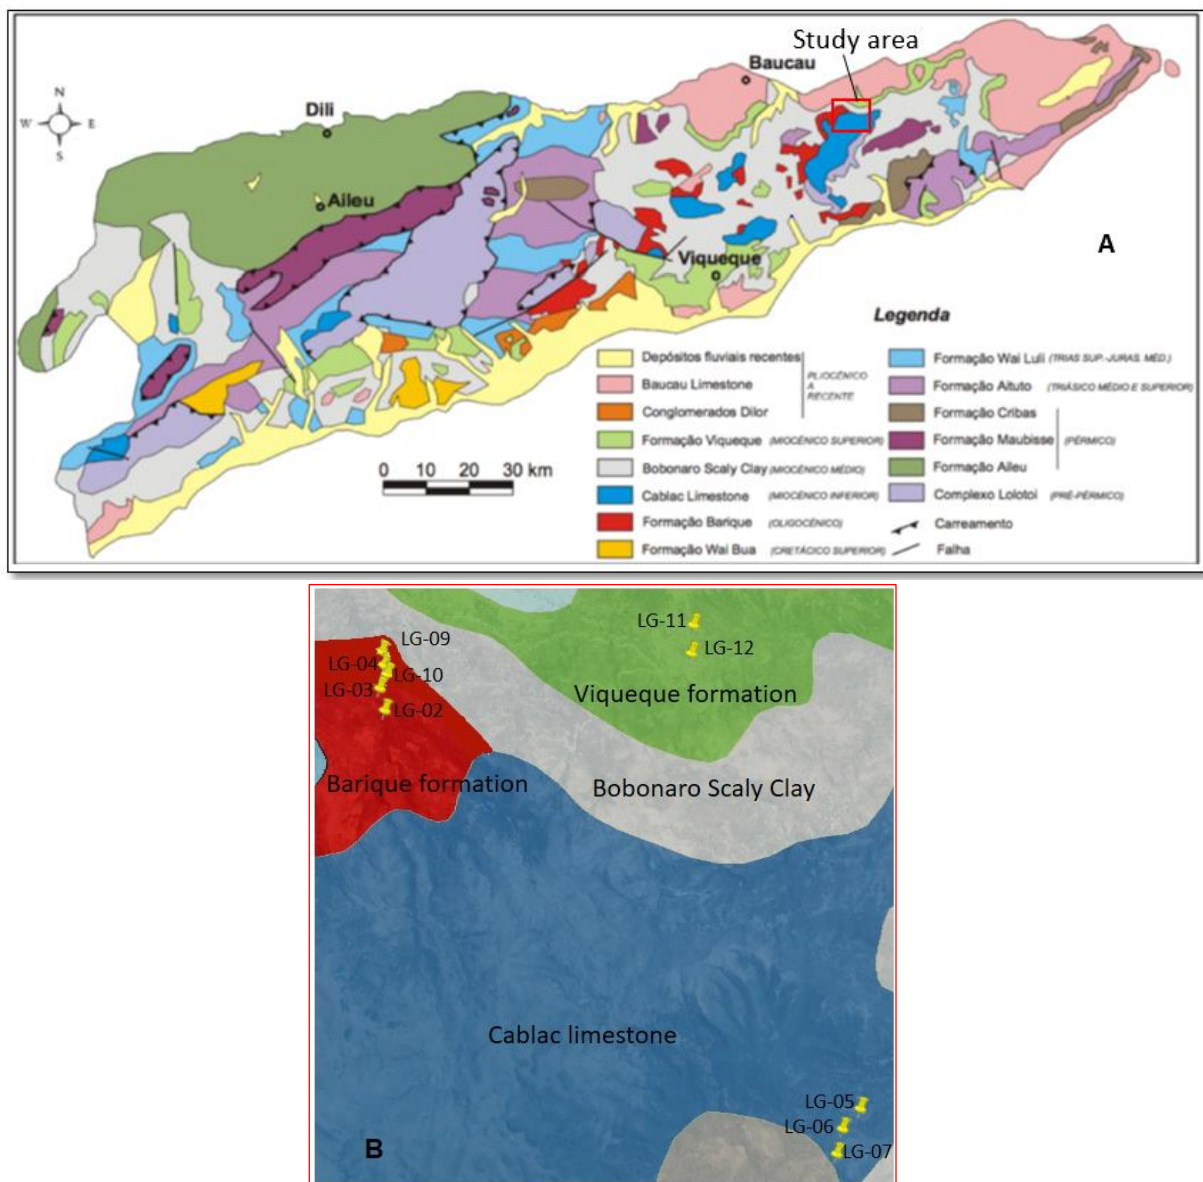 Study area
Baucau
N
W E
S
Dili
Aileu
A
Viqueque
0 10 20 30 km
Legenda
Depósitos fluviais recentes
Baucau Limestone
Conglomerados Dilor
PLIOCÉNICO
A
RECENTE
Formação Viqueque (MIOCÉNICO SUPERIOR)
Bobonaro Scaly Clay (MIOCÉNICO MÉDIO)
Cablac Limestone (MIOCÉNICO INFERIOR)
Formação Barique (OLIGOCÉNICO)
Formação Wai Bua (CRETÁCICO SUPERIOR)
Formação Wai Luli (TRIAS SUP.-JURAS. MÉD.)
Formação Aituto (TRIÁSICO MÉDIO E SUPERIOR)
Formação Cribas
Formação Maubisse (PÉRMICO)
Formação Aileu
Complexo Lolotoi (PRÉ-PÉRMICO)
Carreamento
Falha
LG-11
LG-09
LG-12
LG-04
LG-10
LG-03
LG-02
Viqueque formation
Barique formation
Bobonaro Scaly Clay
Cablac limestone
LG-05
LG-06
LG-07
B